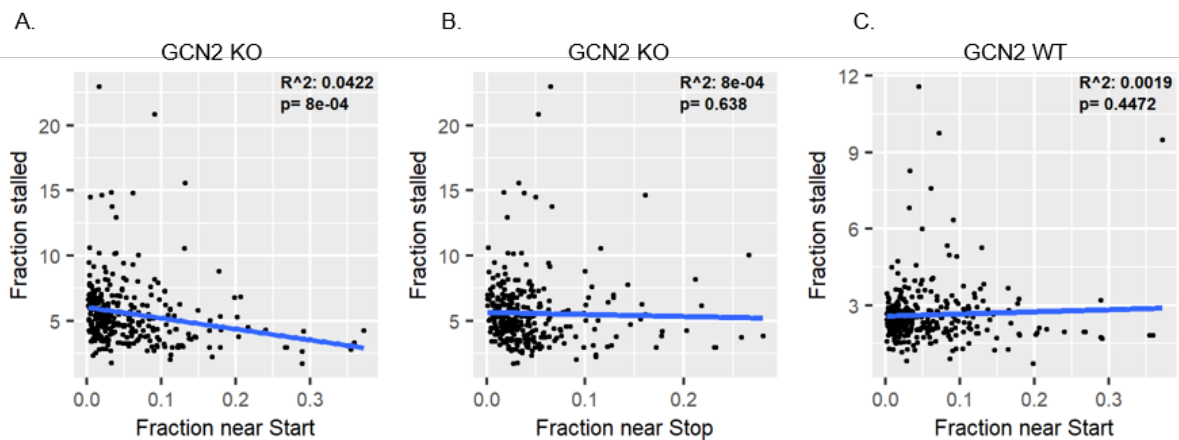 A.
B.
C.
GCN2 KO
GCN2 KO
GCN2 WT
R^2: 0.0422
p= 8e-04
20
15
10
5
0.0
0.1
0.2
0.3
Fraction stalled
Fraction near Start
R^2: 8e-04
p= 0.638
20
15
10
5
0.0
0.1
0.2
Fraction stalled
Fraction near Stop
R^2: 0.0019
p= 0.4472
12
9
6
3
0.0
0.1
0.2
0.3
Fraction stalled
Fraction near Start